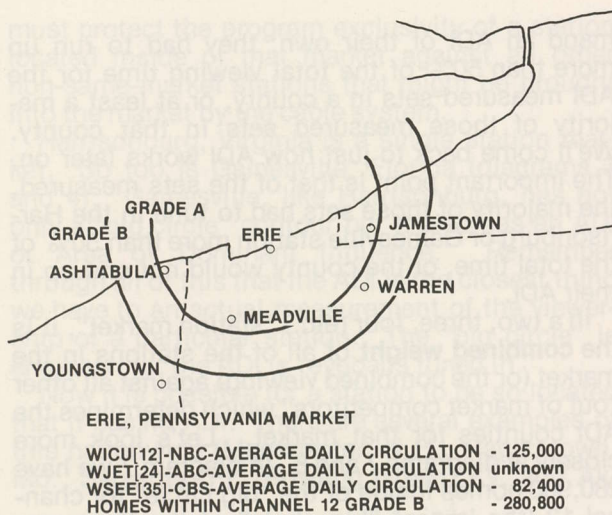 GRADE A
GRADE B
ERIE
JAMESTOWN
ASHTABULA
WARREN
MEADVILLE
YOUNGSTOWN
ERIE, PENNSYLVANIA MARKET
WICU[12]-NBC-AVERAGE DAILY CIRCULATION - 125,000
WJET[24]-ABC-AVERAGE DAILY CIRCULATION unknown
WSEE[35]-CBS-AVERAGE DAILY CIRCULATION - 82,400
HOMES WITHIN CHANNEL 12 GRADE B - 280,800